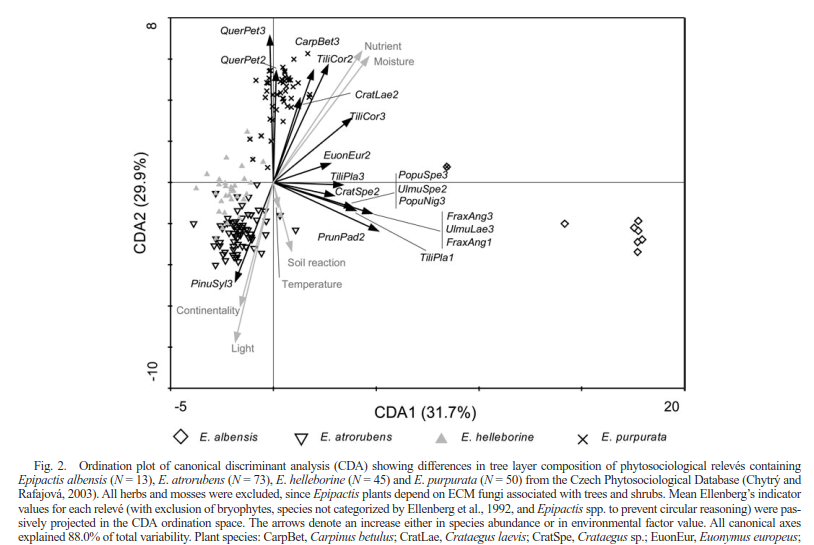 8
QuerPet3
CarpBet3
Nutrient
QuerPet2
TiliCor2
Moisture
CratLae2
TiliCor3
EuonEur2
TiliPla3
PopuSpe3
CratSpe2
UlmuSpe2
PopuNig3
FraxAng3
PrunPad2
UlmuLae3
FraxAng1
TiliPla1
Soil reaction
PinuSyl3
Temperature
Continentality
Light
CDA2 (29.9%)
-10
-5
CDA1 (31.7%)
20
E. albensis
E. atrorubens
E. helleborine
E. purpurata
Fig. 2. Ordination plot of canonical discriminant analysis (CDA) showing differences in tree layer composition of phytosociological relevés containing
Epipactis albensis (N = 13), E. atrorubens (N = 73), E. helleborine (N = 45) and E. purpurata (N = 50) from the Czech Phytosociological Database (Chytrý and
Rafajová, 2003). All herbs and mosses were excluded, since Epipactis plants depend on ECM fungi associated with trees and shrubs. Mean Ellenberg's indicator
values for each relevé (with exclusion of bryophytes, species not categorized by Ellenberg et al., 1992, and Epipactis spp. to prevent circular reasoning) were pas-
sively projected in the CDA ordination space. The arrows denote an increase either in species abundance or in environmental factor value. All canonical axes
explained 88.0% of total variability. Plant species: CarpBet, Carpinus betulus; CratLae, Crataegus laevis; CratSpe, Crataegus sp.; EuonEur, Euonymus europeus;